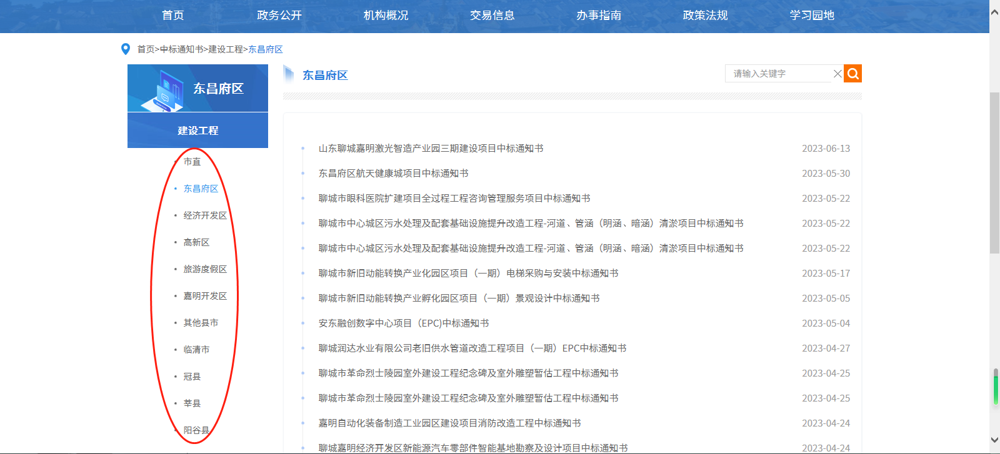 首页 政务公开 机构概况 交易信息 办事指南 政策法规 学习园地
首页>中标通知书>建设工程>东昌府区
东昌府区
建设工程
市直
东昌府区
经济开发区
高新区
旅游度假区
嘉明开发区
其他县市
临清市
冠县
莘县
阳谷县
东昌府区
请输入关键字
山东聊城嘉明激光智造产业园三期建设项目中标通知书 2023-06-13
东昌府区航天健康城项目中标通知书 2023-05-30
聊城市眼科医院扩建项目全过程工程咨询管理服务项目中标通知书 2023-05-22
聊城市中心城区污水处理及配套基础设施提升改造工程-河道、管涵（明涵、暗涵）清淤项目中标通知书 2023-05-22
聊城市中心城区污水处理及配套基础设施提升改造工程-河道、管涵（明涵、暗涵）清淤项目中标通知书 2023-05-22
聊城市新旧动能转换产业化园区项目（一期）电梯采购与安装中标通知书 2023-05-17
聊城市新旧动能转换产业孵化园区项目（一期）景观设计中标通知书 2023-05-05
安东融创数字中心项目（EPC)中标通知书 2023-05-04
聊城润达水业有限公司老旧供水管道改造工程项目（一期）EPC中标通知书 2023-04-27
聊城市革命烈士陵园室外建设工程纪念碑及室外雕塑暂估工程中标通知书 2023-04-25
聊城市革命烈士陵园室外建设工程纪念碑及室外雕塑暂估工程中标通知书 2023-04-25
嘉明自动化装备制造工业园区建设项目消防改造工程中标通知书 2023-04-24
聊城嘉明经济开发区新能源汽车零部件智能基地勘察及设计项目中标通知书 2023-04-24